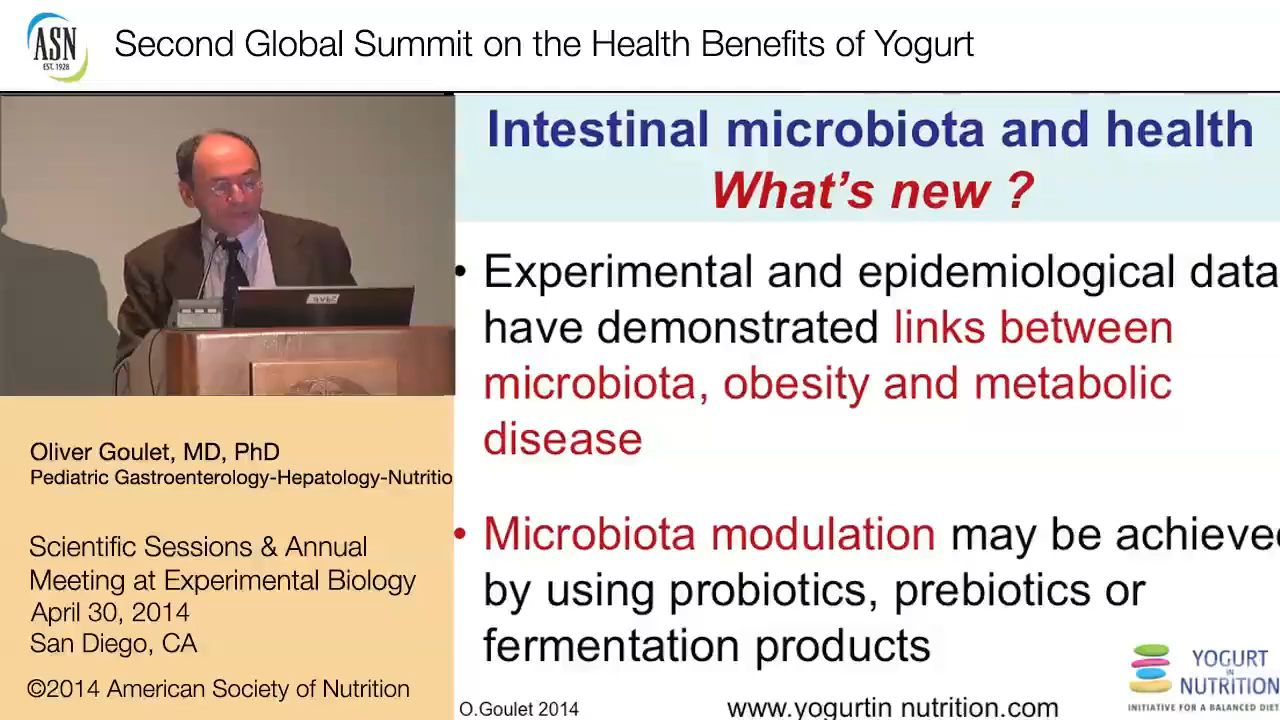 ASN
EST. 1928
Second Global Summit on the Health Benefits of Yogurt
Intestinal microbiota and health
What's new ?
• Experimental and epidemiological data
have demonstrated links between
microbiota, obesity and metabolic
disease
• Microbiota modulation may be achieve
by using probiotics, prebiotics or
fermentation products
O.Goulet 2014
www.yogurtin nutrition.com
YOGURT
IN
NUTRITION
INITIATIVE FOR A BALANCED DIET
Oliver Goulet, MD, PhD
Pediatric Gastroenterology-Hepatology-Nutritio
Scientific Sessions & Annual
Meeting at Experimental Biology
April 30, 2014
San Diego, CA
©2014 American Society of Nutrition